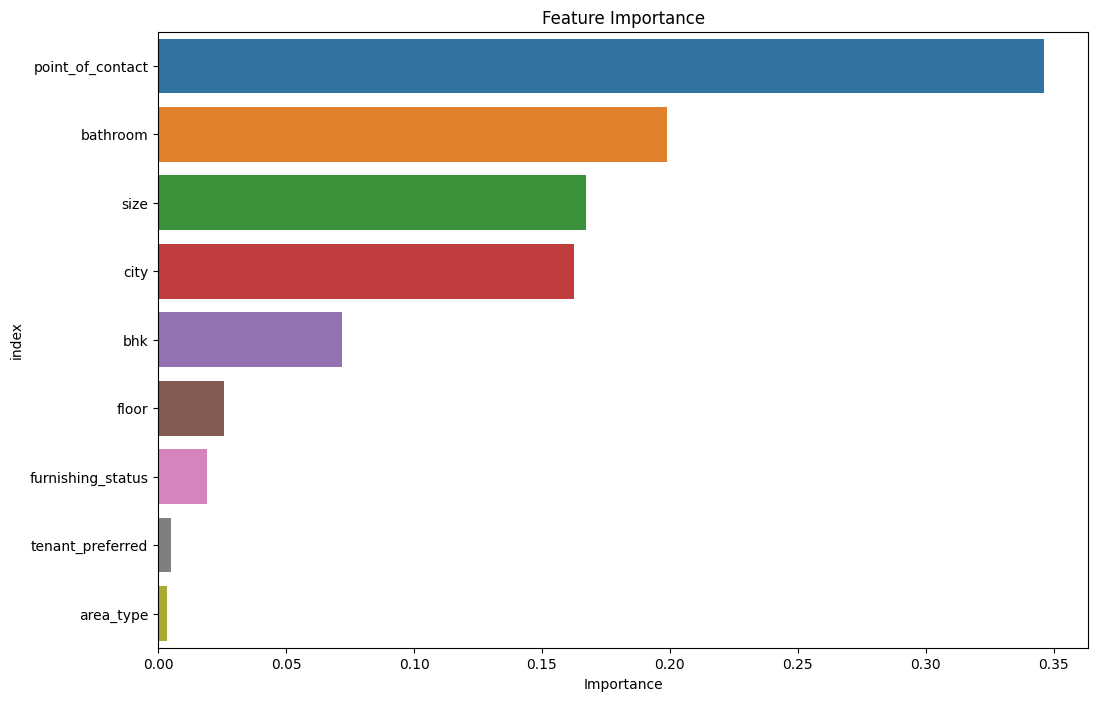 Feature Importance
point_of_contact
bathroom
size
city
bhk
floor
furnishing_status
tenant_preferred
area_type
index
0.00 0.05 0.10 0.15 0.20 0.25 0.30 0.35
Importance